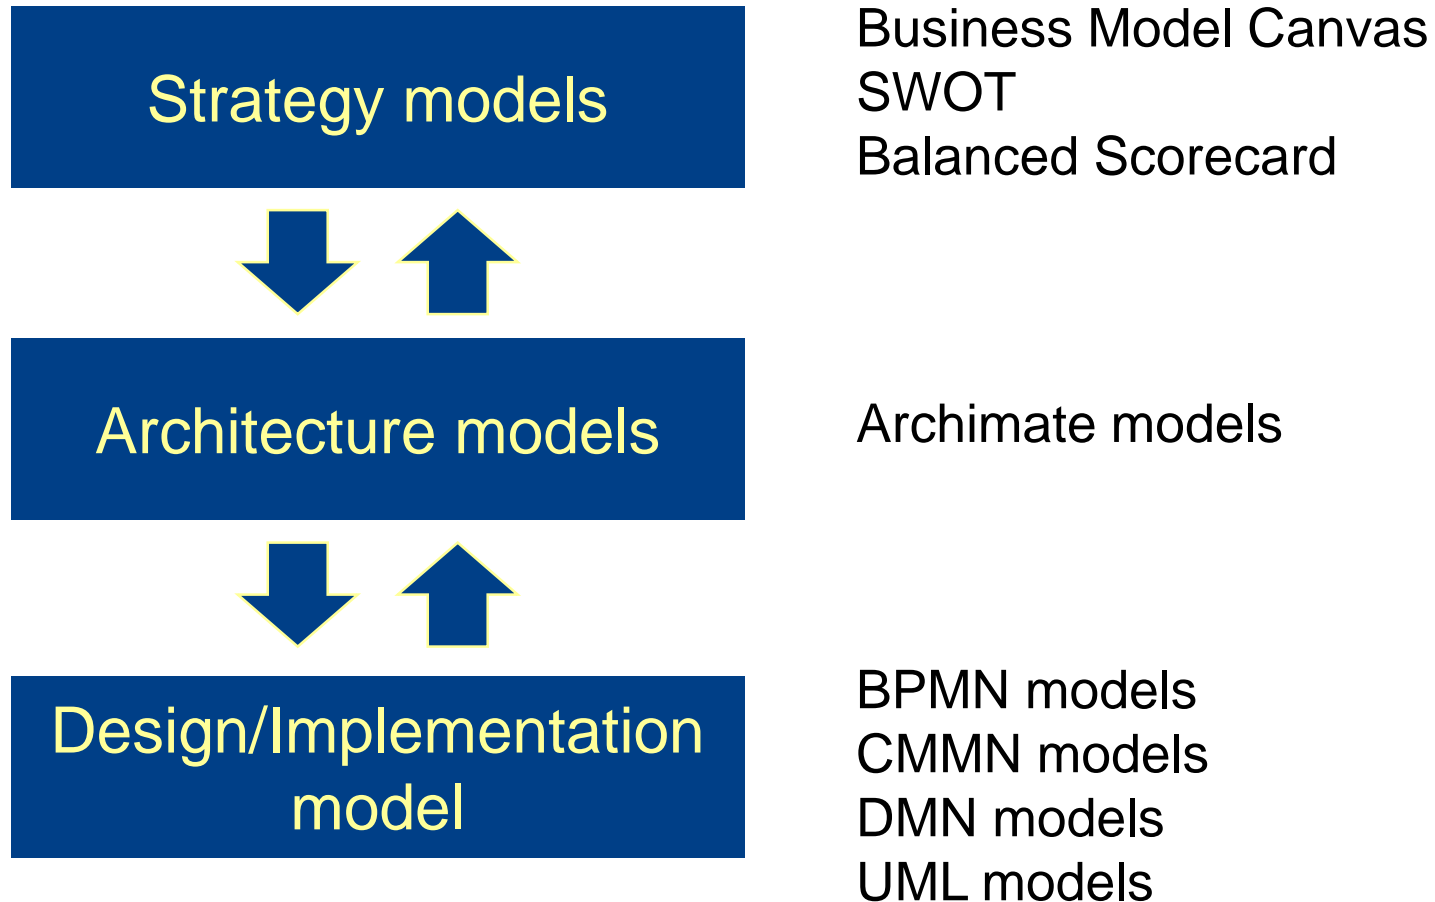 Strategy models
Business Model Canvas
SWOT
Balanced Scorecard
Architecture models
Archimate models
Design/Implementation
model
BPMN models
CMMN models
DMN models
UML models